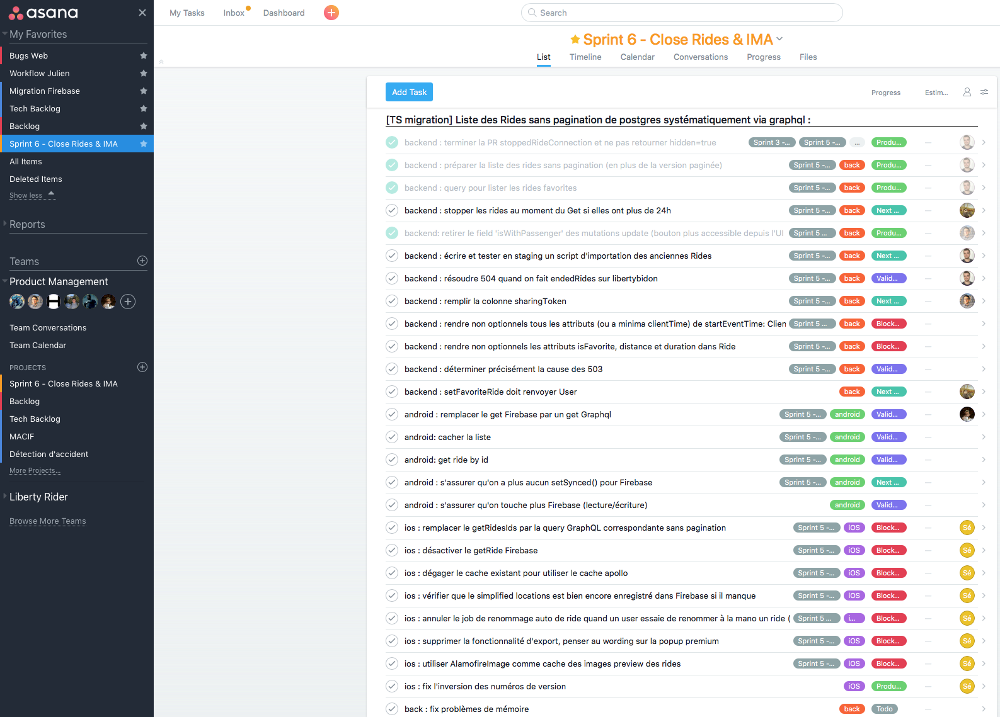 asana
My Favorites
Bugs Web
Workflow Julien
Migration Firebase
Tech Backlog
Backlog
Sprint 6 - Close Rides & IMA
All Items
Deleted Items
Show less
Reports
Teams
Product Management
Team Conversations
Team Calendar
PROJECTS
Sprint 6 - Close Rides & IMA
Backlog
Tech Backlog
MACIF
Détection d'accident
More Projects...
Liberty Rider
Browse More Teams
My Tasks Inbox Dashboard Search
Sprint 6 - Close Rides & IMA
List Timeline Calendar Conversations Progress Files
Add Task Progress Estim...
[TS migration] Liste des Rides sans pagination de postgres systématiquement via graphql :
backend : terminer la PR stoppedRideConnection et ne pas retourner hidden=true Sprint 3 -... Sprint 5 -... ... Produ...
backend : préparer la liste des rides sans pagination (en plus de la version paginée) Sprint 5 -... back Produ...
backend : query pour lister les rides favorites Sprint 5 -... back Produ...
backend : stopper les rides au moment du Get si elles ont plus de 24h Sprint 5 -... back Next ...
backend: retirer le field 'isWithPassenger' des mutations update (bouton plus accessible depuis l'UI Sprint 5 ... back Produ...
backend : écrire et tester en staging un script d'importation des anciennes Rides Sprint 5 -... back Next ...
backend : résoudre 504 quand on fait endedRides sur libertybidon Sprint 5 -... back Valid...
backend : remplir la colonne sharingToken Sprint 5 -... back Next ...
backend : rendre non optionnels tous les attributs (ou a minima clientTime) de startEventTime: Clien Sprint 5 ... back Block...
backend : rendre non optionnels les attributs isFavorite, distance et duration dans Ride Sprint 5 -... back Block...
backend : déterminer précisément la cause des 503 Sprint 5 -... back Valid...
backend : setFavoriteRide doit renvoyer User back Next ...
android : remplacer le get Firebase par un get Graphql Sprint 5 -... android Valid...
android: cacher la liste Sprint 5 -... android Valid...
android: get ride by id Sprint 5 -... android Valid...
android : s'assurer qu'on a plus aucun setSynced() pour Firebase Sprint 5 -... android Next ...
android : s'assurer qu'on touche plus Firebase (lecture/écriture) android Valid...
ios : remplacer le getRidesIds par la query GraphQL correspondante sans pagination Sprint 5 -... iOS Block... Sé
ios : désactiver le getRide Firebase Sprint 5 -... iOS Block... Sé
ios : dégager le cache existant pour utiliser le cache apollo Sprint 5 -... iOS Block... Sé
ios : vérifier que le simplified locations est bien encore enregistré dans Firebase si il manque Sprint 5 -... iOS Block... Sé
ios : annuler le job de renommage auto de ride quand un user essaie de renommer à la mano un ride ( Sprint 5 ... i... Block... Sé
ios : supprimer la fonctionnalité d'export, penser au wording sur la popup premium Sprint 5 -... iOS Block... Sé
ios : utiliser AlamofireImage comme cache des images preview des rides Sprint 5 -... iOS Block... Sé
ios : fix l'inversion des numéros de version iOS Produ... Sé
back : fix problèmes de mémoire back Todo